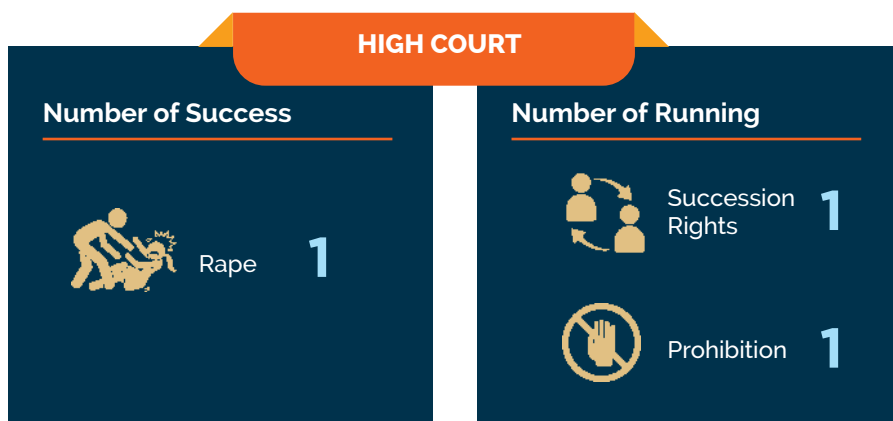 HIGH COURT
Number of Success
Rape 1
Number of Running
Succession
Rights 1
Prohibition 1